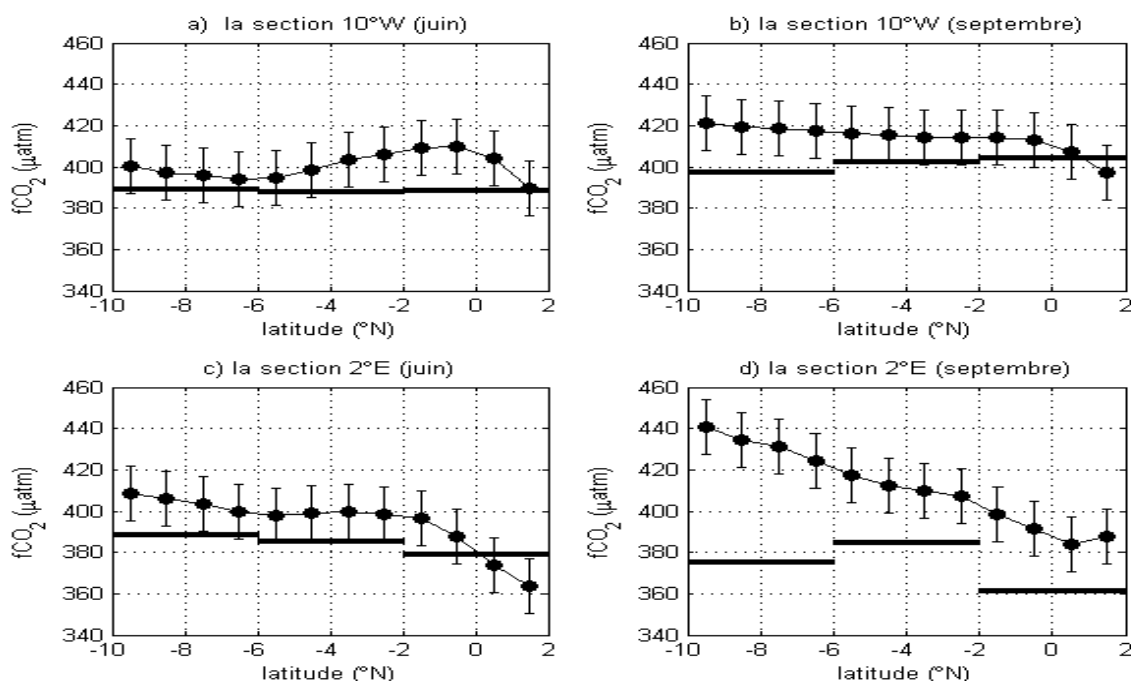 a) la section 10°W (juin)
460
440
420
400
380
360
340
fCO2 (µatm)
-10 -8 -6 -4 -2 0 2
latitude (°N)
b) la section 10°W (septembre)
460
440
420
400
380
360
340
fCO2 (µatm)
-10 -8 -6 -4 -2 0 2
latitude (°N)
c) la section 2°E (juin)
460
440
420
400
380
360
340
fCO2 (µatm)
-10 -8 -6 -4 -2 0 2
latitude (°N)
d) la section 2°E (septembre)
460
440
420
400
380
360
340
fCO2 (µatm)
-10 -8 -6 -4 -2 0 2
latitude (°N)